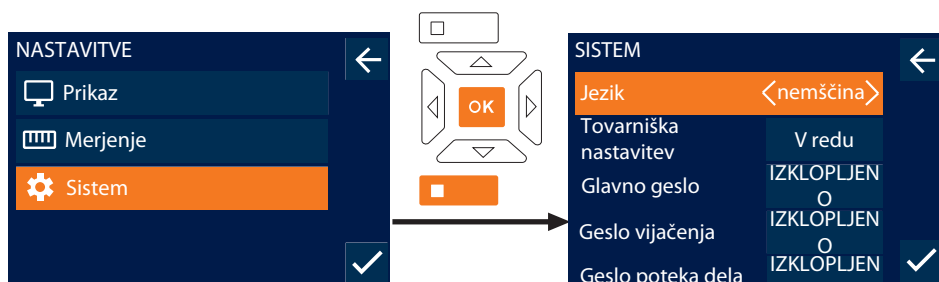 NASTAVITVE
Prikaz
Merjenje
Sistem
OK
SISTEM
Jezik
nemščina
Tovarniška
nastavitev
V redu
Glavno geslo
IZKLOPLJEN
O
Geslo vijačenja
IZKLOPLJEN
O
Geslo poteka dela
IZKLOPLJEN